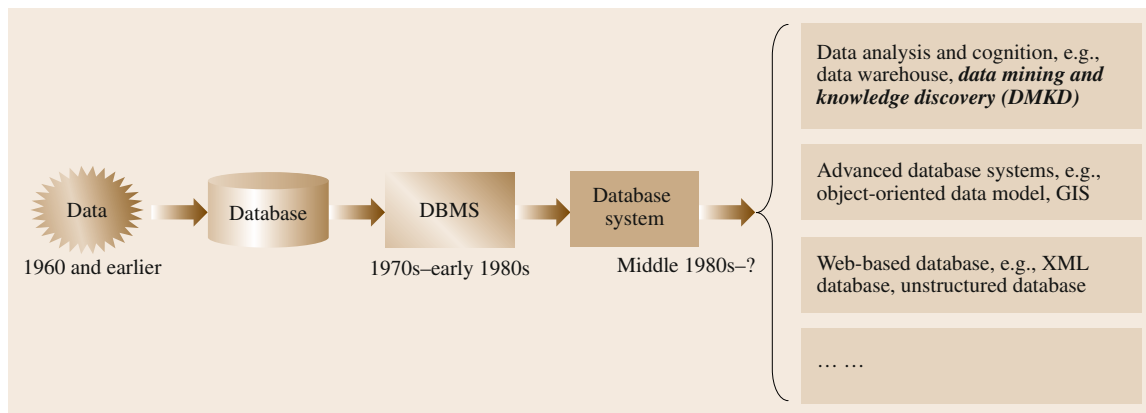 Data
1960 and earlier
Database
DBMS
1970s–early 1980s
Database
system
Middle 1980s–?
Data analysis and cognition, e.g.,
data warehouse, data mining and
knowledge discovery (DMKD)
Advanced database systems, e.g.,
object-oriented data model, GIS
Web-based database, e.g., XML
database, unstructured database
… …